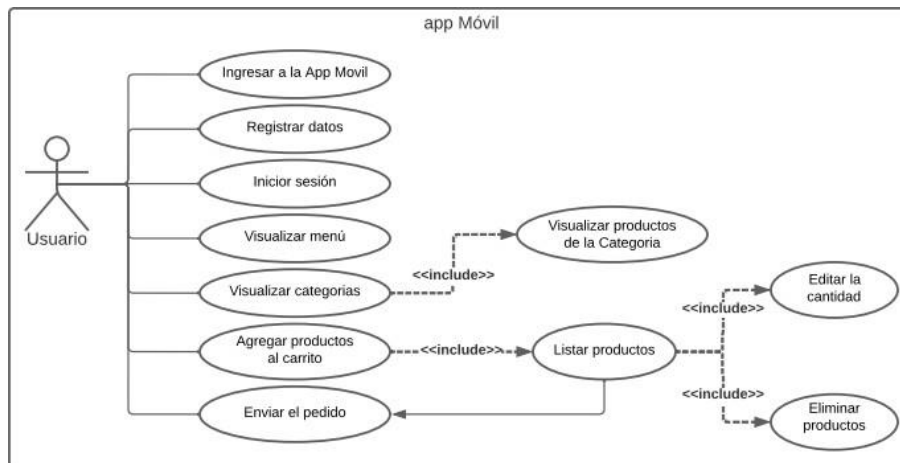 app Móvil
Ingresar a la App Movil
Registrar datos
Inicior sesión
Usuario
Visualizar menú
Visualizar productos
de la Categoria
<<include>>
Visualizar categorias
Editar la
cantidad
<<include>>
Agregar productos
al carrito
<<include>>
Listar productos
<<include>>
Enviar el pedido
Eliminar
productos